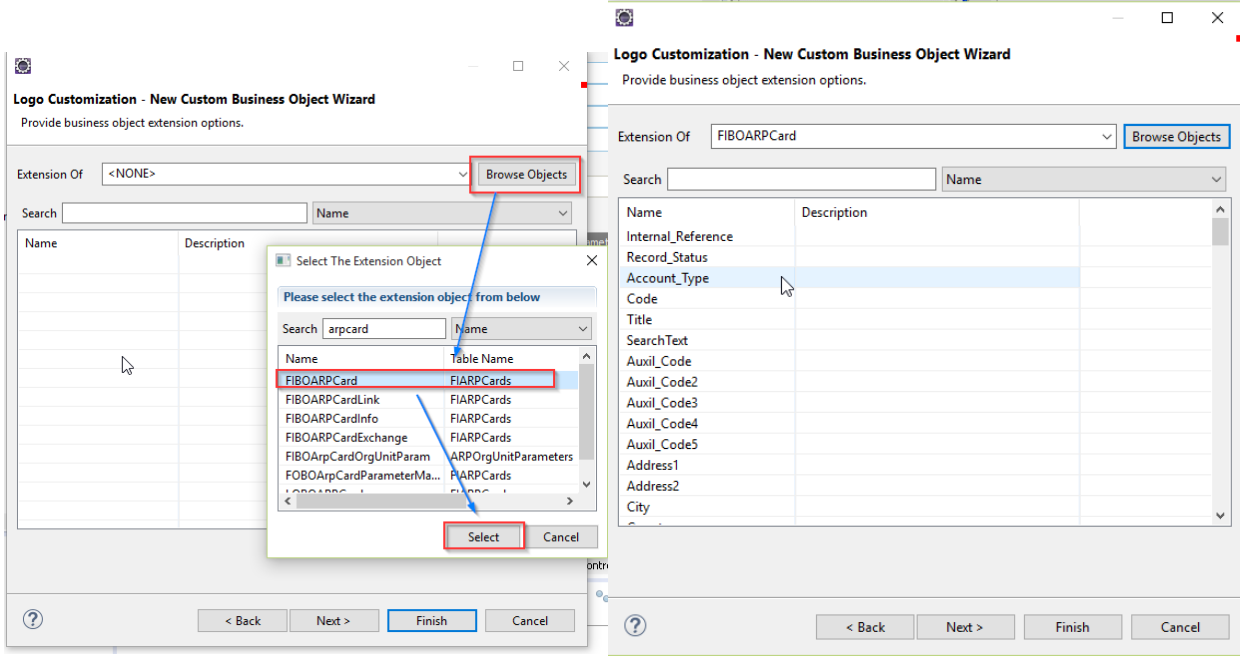 Logo Customization - New Custom Business Object Wizard
Provide business object extension options.
Extension Of <NONE> Browse Objects
Search Name
Name Description
Select The Extension Object
Please select the extension object from below
Search arpcard Name
Name Table Name
FIBOARPCard FIARPCards
FIBOARPCardLink FIARPCards
FIBOARPCardInfo FIARPCards
FIBOARPCardExchange FIARPCards
FIBOArpCardOrgUnitParam ARPOrgUnitParameters
FOBOArpCardParameterMa... FIARPCards
Select Cancel
< Back Next > Finish Cancel
Logo Customization - New Custom Business Object Wizard
Provide business object extension options.
Extension Of FIBOARPCard Browse Objects
Search Name
Name Description
Internal_Reference
Record_Status
Account_Type
Code
Title
SearchText
Auxil_Code
Auxil_Code2
Auxil_Code3
Auxil_Code4
Auxil_Code5
Address1
Address2
City
< Back Next > Finish Cancel